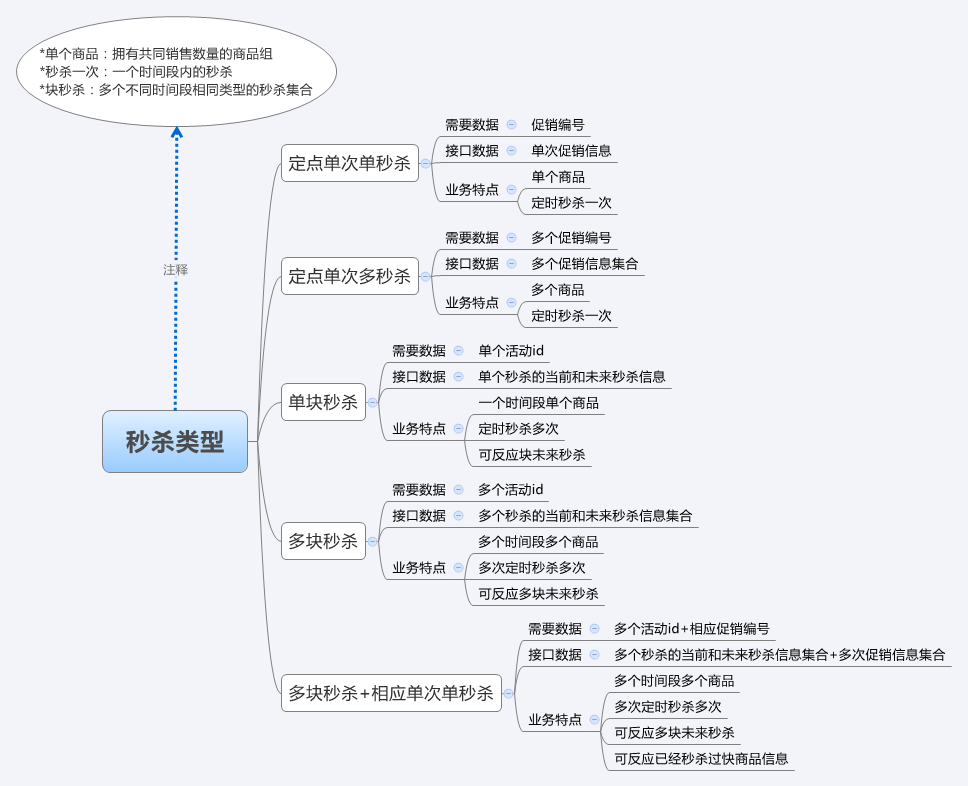 *单个商品：拥有共同销售数量的商品组
*秒杀一次：一个时间段内的秒杀
*块秒杀：多个不同时间段相同类型的秒杀集合
注释
秒杀类型
定点单次单秒杀
需要数据 促销编号
接口数据 单次促销信息
业务特点
单个商品
定时秒杀一次
定点单次多秒杀
需要数据 多个促销编号
接口数据 多个促销信息集合
业务特点
多个商品
定时秒杀一次
单块秒杀
需要数据 单个活动id
接口数据 单个秒杀的当前和未来秒杀信息
业务特点
一个时间段单个商品
定时秒杀多次
可反应块未来秒杀
多块秒杀
需要数据 多个活动id
接口数据 多个秒杀的当前和未来秒杀信息集合
业务特点
多个时间段多个商品
多次定时秒杀多次
可反应多块未来秒杀
多块秒杀+相应单次单秒杀
需要数据 多个活动id+相应促销编号
接口数据 多个秒杀的当前和未来秒杀信息集合+多次促销信息集合
业务特点
多个时间段多个商品
多次定时秒杀多次
可反应多块未来秒杀
可反应已经秒杀过快商品信息